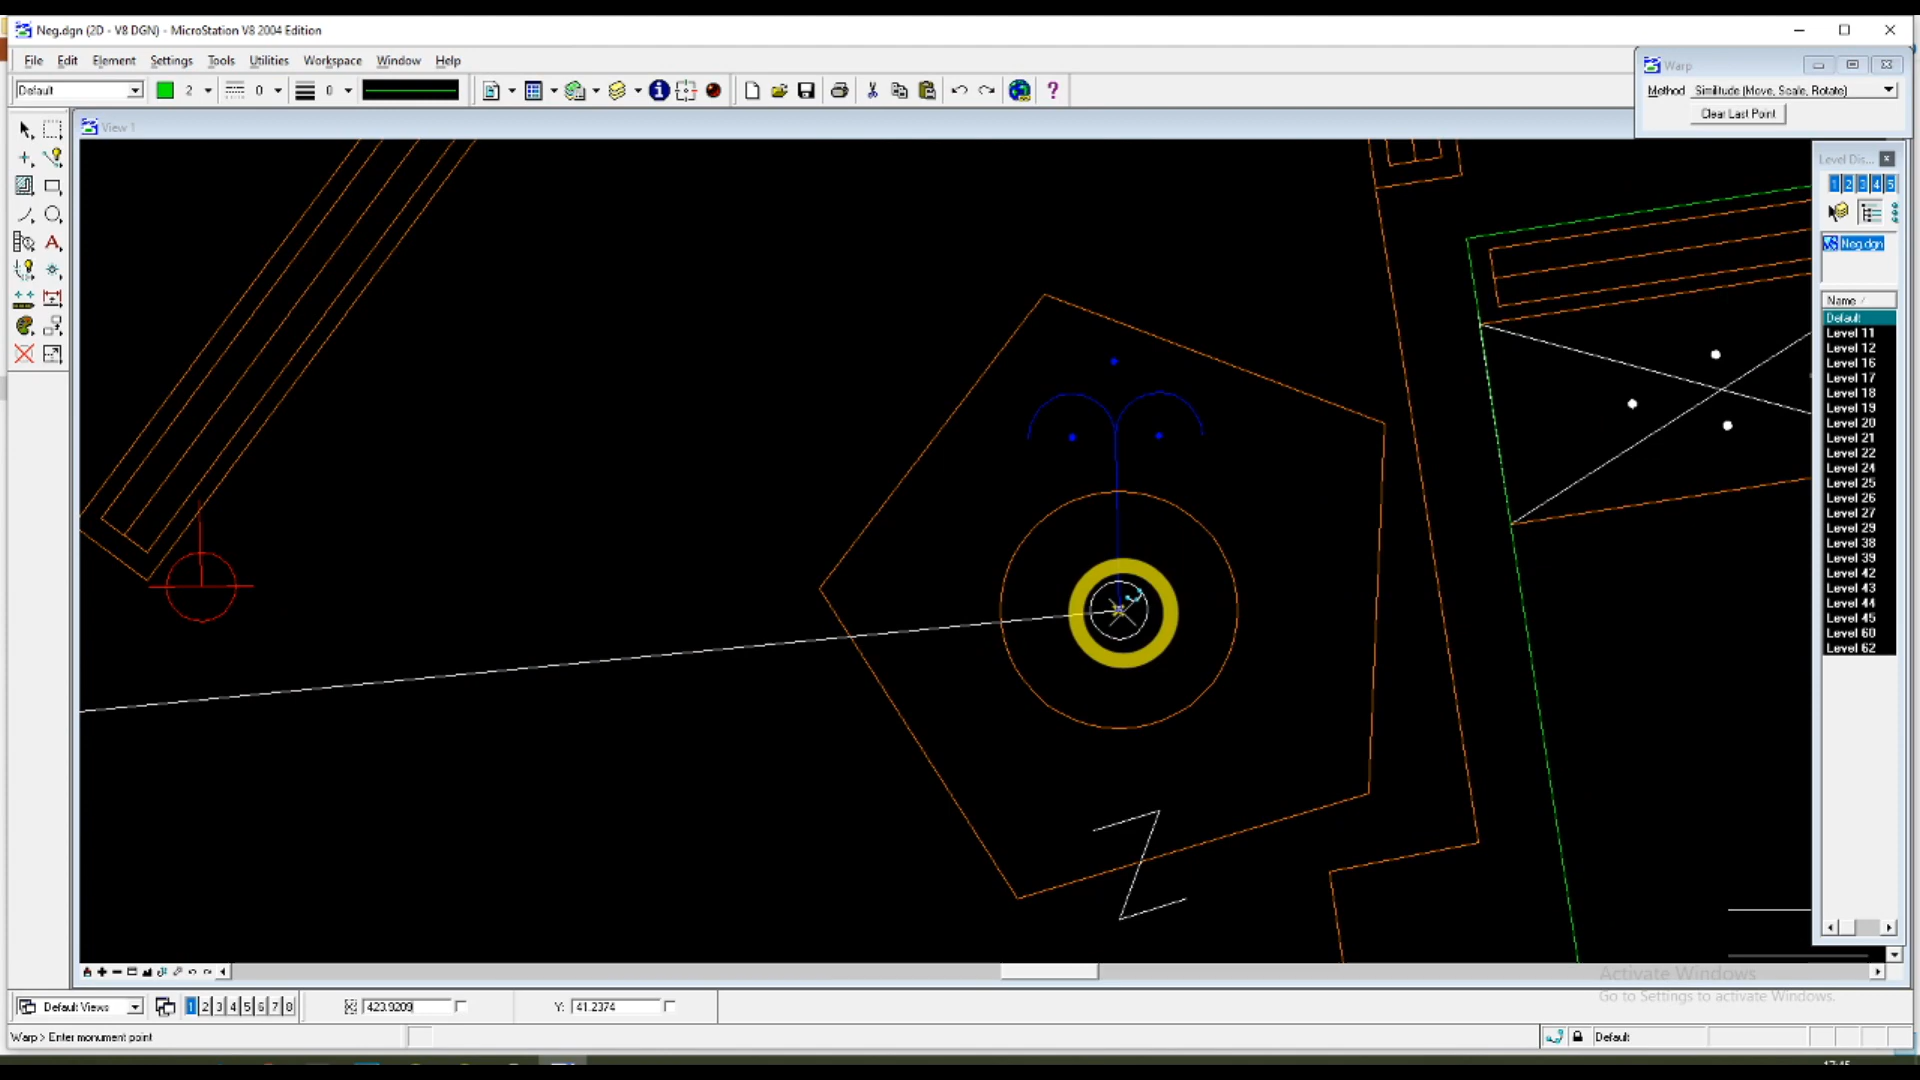 Neg.dgn (2D - V8 DGN) - MicroStation V8 2004 Edition
File Edit Element Settings Tools Utilities Workspace Window Help
Warp
Default 2 0 0
Method Similitude (Move, Scale, Rotate)
Clear Last Point
View 1
Level Dis...
1 2 3 4 5
Neg.dgn
Name
Default
Level 11
Level 12
Level 16
Level 17
Level 18
Level 19
Level 20
Level 21
Level 22
Level 24
Level 25
Level 26
Level 27
Level 29
Level 38
Level 39
Level 42
Level 43
Level 44
Level 45
Level 60
Level 62
Activate Windows
Go to Settings to activate Windows.
Default Views 1 2 3 4 5 6 7 8 X: 423.9209 Y: 41.2374
Warp > Enter monument point Default